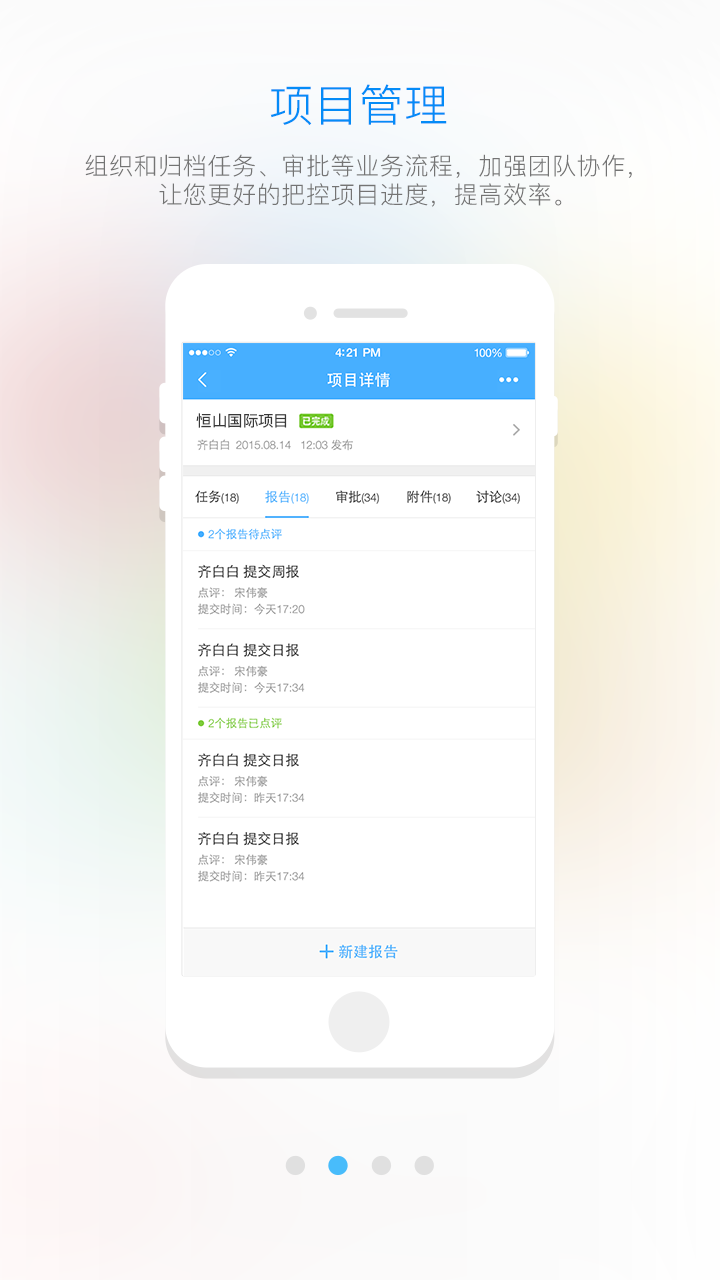 项目管理
组织和归档任务、审批等业务流程，加强团队协作，
让您更好的把控项目进度，提高效率。
4:21 PM 100%
项目详情
恒山国际项目 已完成
齐白白 2015.08.14 12:03 发布
任务(18) 报告(18) 审批(34) 附件(18) 讨论(34)
2个报告待点评
齐白白 提交周报
点评： 宋伟豪
提交时间：今天17:20
齐白白 提交日报
点评： 宋伟豪
提交时间：今天17:34
2个报告已点评
齐白白 提交日报
点评： 宋伟豪
提交时间：昨天17:34
齐白白 提交日报
点评： 宋伟豪
提交时间：昨天17:34
新建报告